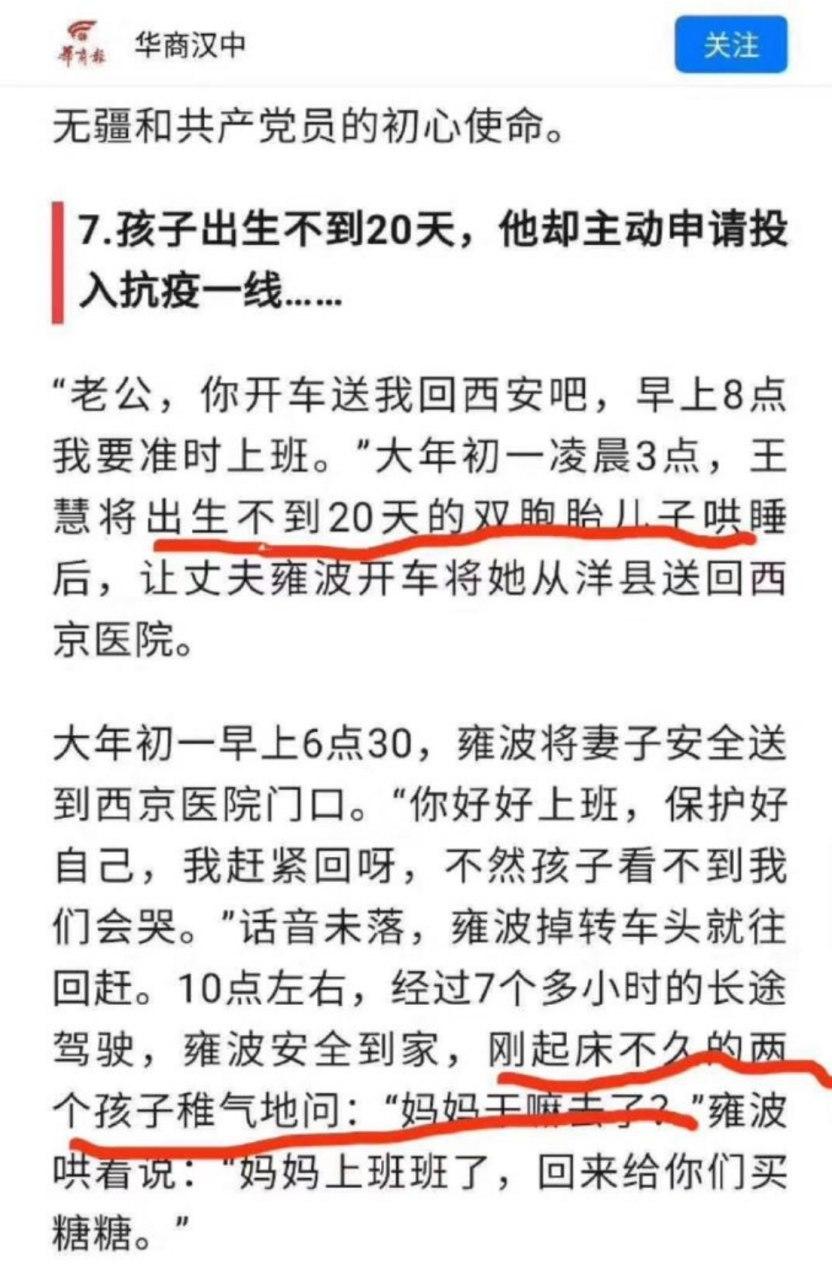 華商报
华商汉中
关注
无疆和共产党员的初心使命。
7.孩子出生不到20天，他却主动申请投
入抗疫一线......
“老公，你开车送我回西安吧，早上8点
我要准时上班。”大年初一凌晨3点，王
慧将出生不到20天的双胞胎儿子哄睡
后，让丈夫雍波开车将她从洋县送回西
京医院。
大年初一早上6点30，雍波将妻子安全送
到西京医院门口。“你好好上班，保护好
自己，我赶紧回呀，不然孩子看不到我
们会哭。”话音未落，雍波掉转车头就往
回赶。10点左右，经过7个多小时的长途
驾驶，雍波安全到家，刚起床不久的两
个孩子稚气地问：“妈妈干嘛去了？”雍波
哄着说：“妈妈上班班了，回来给你们买
糖糖。”